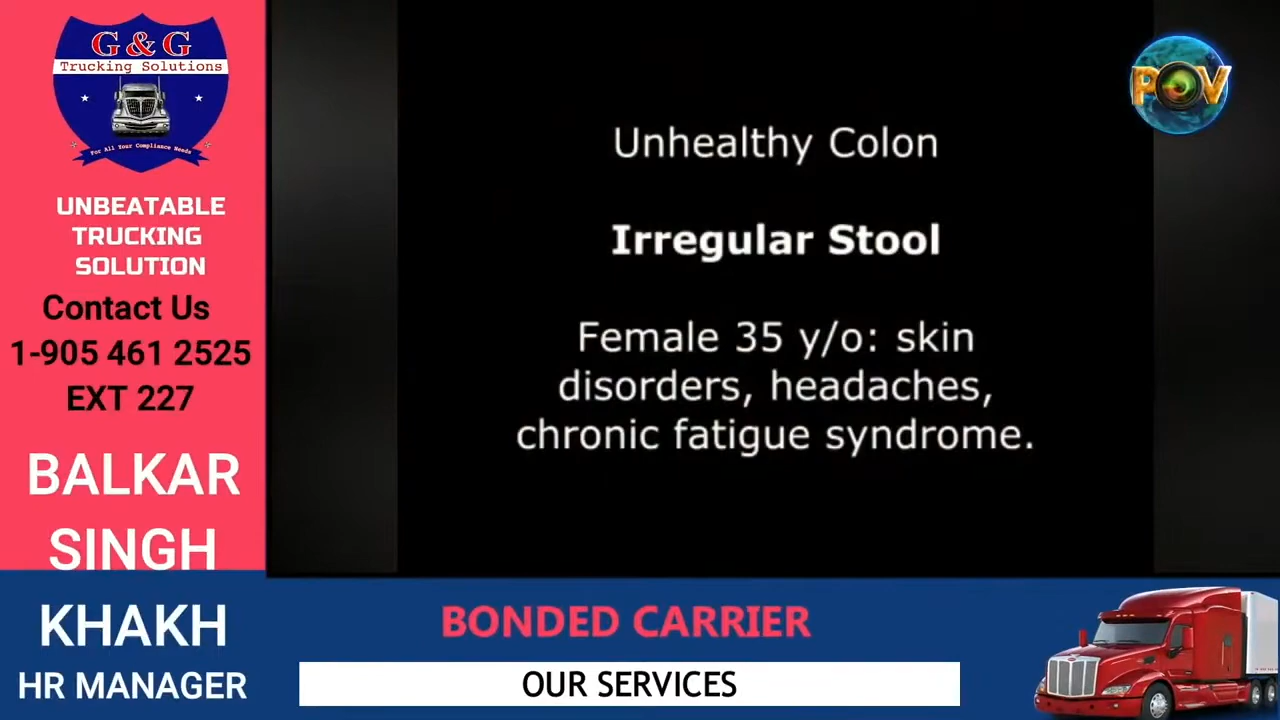 G & G
Trucking Solutions
For All Your Compliance Needs
UNBEATABLE
TRUCKING
SOLUTION
Contact Us
1-905 461 2525
EXT 227
BALKAR
SINGH
KHAKH
HR MANAGER
POV
Unhealthy Colon
Irregular Stool
Female 35 y/o: skin
disorders, headaches,
chronic fatigue syndrome.
BONDED CARRIER
OUR SERVICES